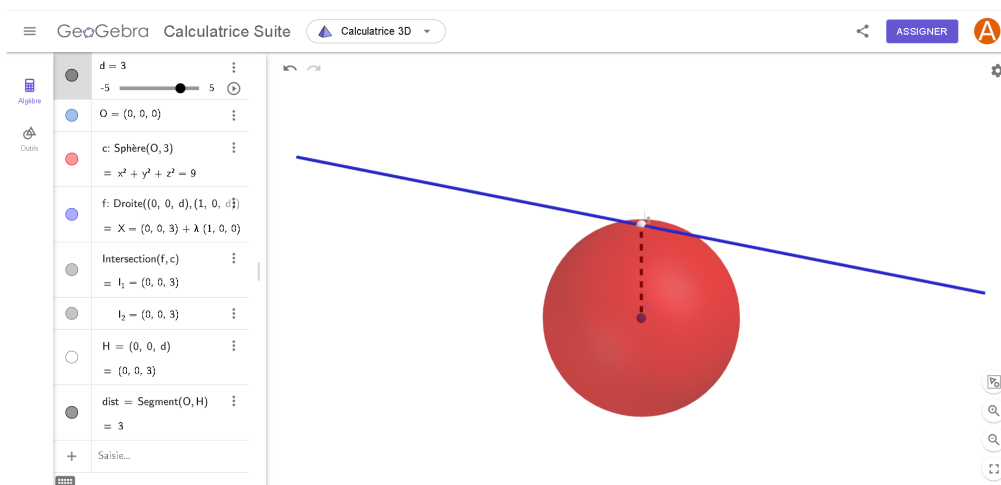 GeoGebra Calculatrice Suite Calculatrice 3D ASSIGNER A
Algèbre
Outils
d = 3
-5 5
O = (0, 0, 0)
c: Sphère(O, 3)
= x² + y² + z² = 9
f: Droite((0, 0, d), (1, 0, d))
= X = (0, 0, 3) + λ (1, 0, 0)
Intersection(f, c)
= I₁ = (0, 0, 3)
I₂ = (0, 0, 3)
H = (0, 0, d)
= (0, 0, 3)
dist = Segment(O, H)
= 3
+ Saisie...